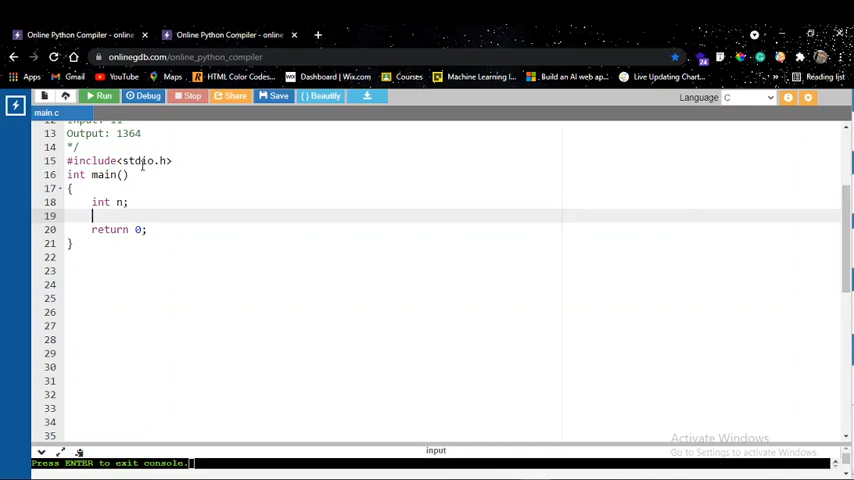 Online Python Compiler - online × Online Python Compiler - online × +
onlinegdb.com/online_python_compiler
Apps Gmail YouTube Maps HTML Color Codes... Dashboard | Wix.com Courses Machine Learning I... Build an AI web ap... Live Updating Chart... » Reading list
Run Debug Stop Share Save { } Beautify Language C
main.c
12 Input: 11
13 Output: 1364
14 */
15 #include<stdio.h>
16 int main()
17 {
18 int n;
19
20 return 0;
21 }
22
23
24
25
26
27
28
29
30
31
32
33
34
35
input
Activate Windows
Go to Settings to activate Windows.
Press ENTER to exit console.